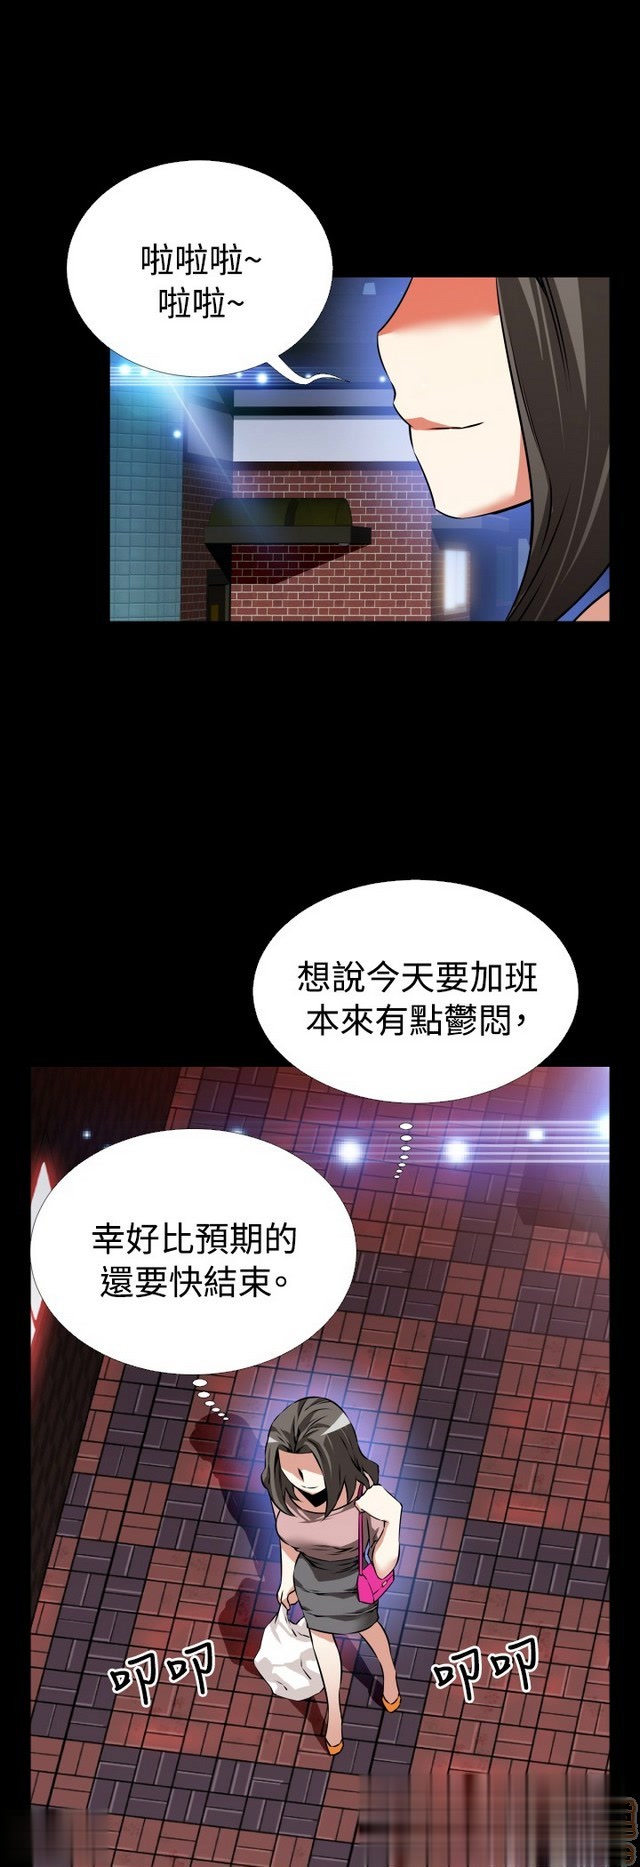 啦啦啦~
啦啦~
想說今天要加班
本來有點鬱悶，
幸好比預期的
還要快結束。
叩叩
叩叩